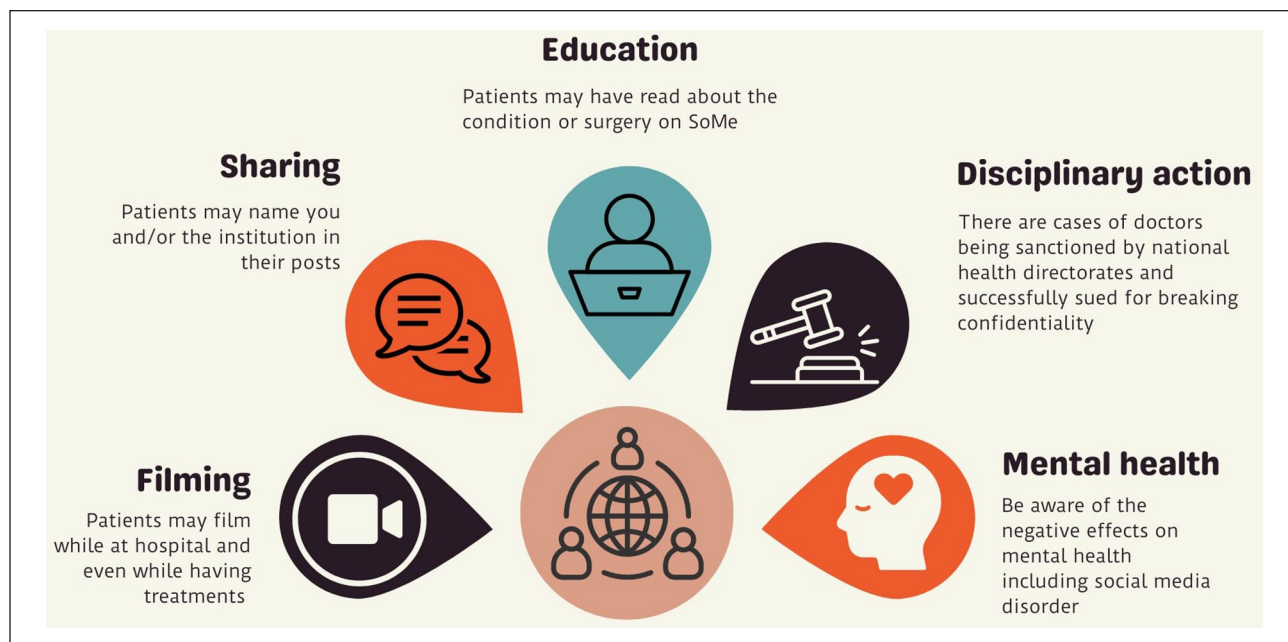 Education
Patients may have read about the
condition or surgery on SoMe
Sharing
Patients may name you
and/or the institution in
their posts
Disciplinary action
There are cases of doctors
being sanctioned by national
health directorates and
successfully sued for breaking
confidentiality
Filming
Patients may film
while at hospital and
even while having
treatments
Mental health
Be aware of the
negative effects on
mental health
including social media
disorder